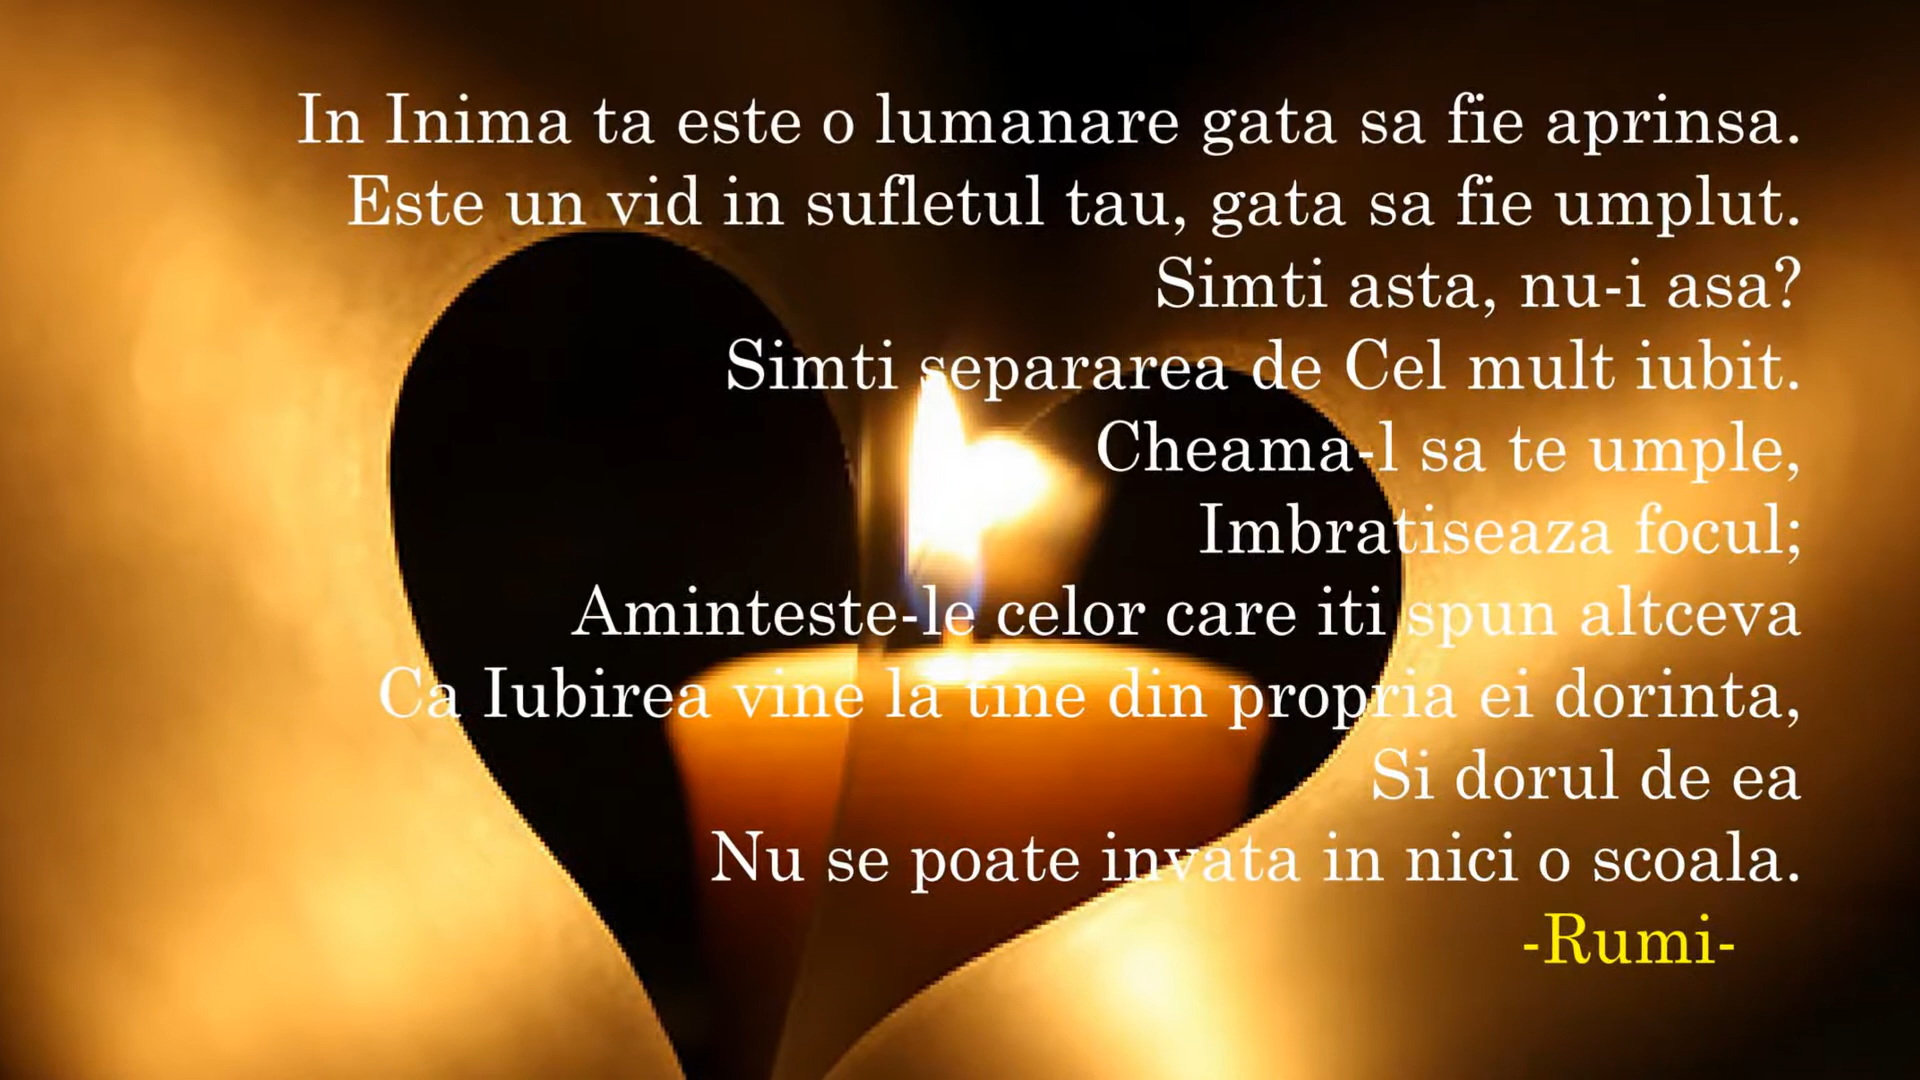 In Inima ta este o lumanare gata sa fie aprinsa.
Este un vid in sufletul tau, gata sa fie umplut.
Simti asta, nu-i asa?
Simti separarea de Cel mult iubit.
Cheama-l sa te umple,
Imbratiseaza focul;
Aminteste-le celor care iti spun altceva
Ca Iubirea vine la tine din propria ei dorinta,
Si dorul de ea
Nu se poate invata in nici o scoala.
-Rumi-